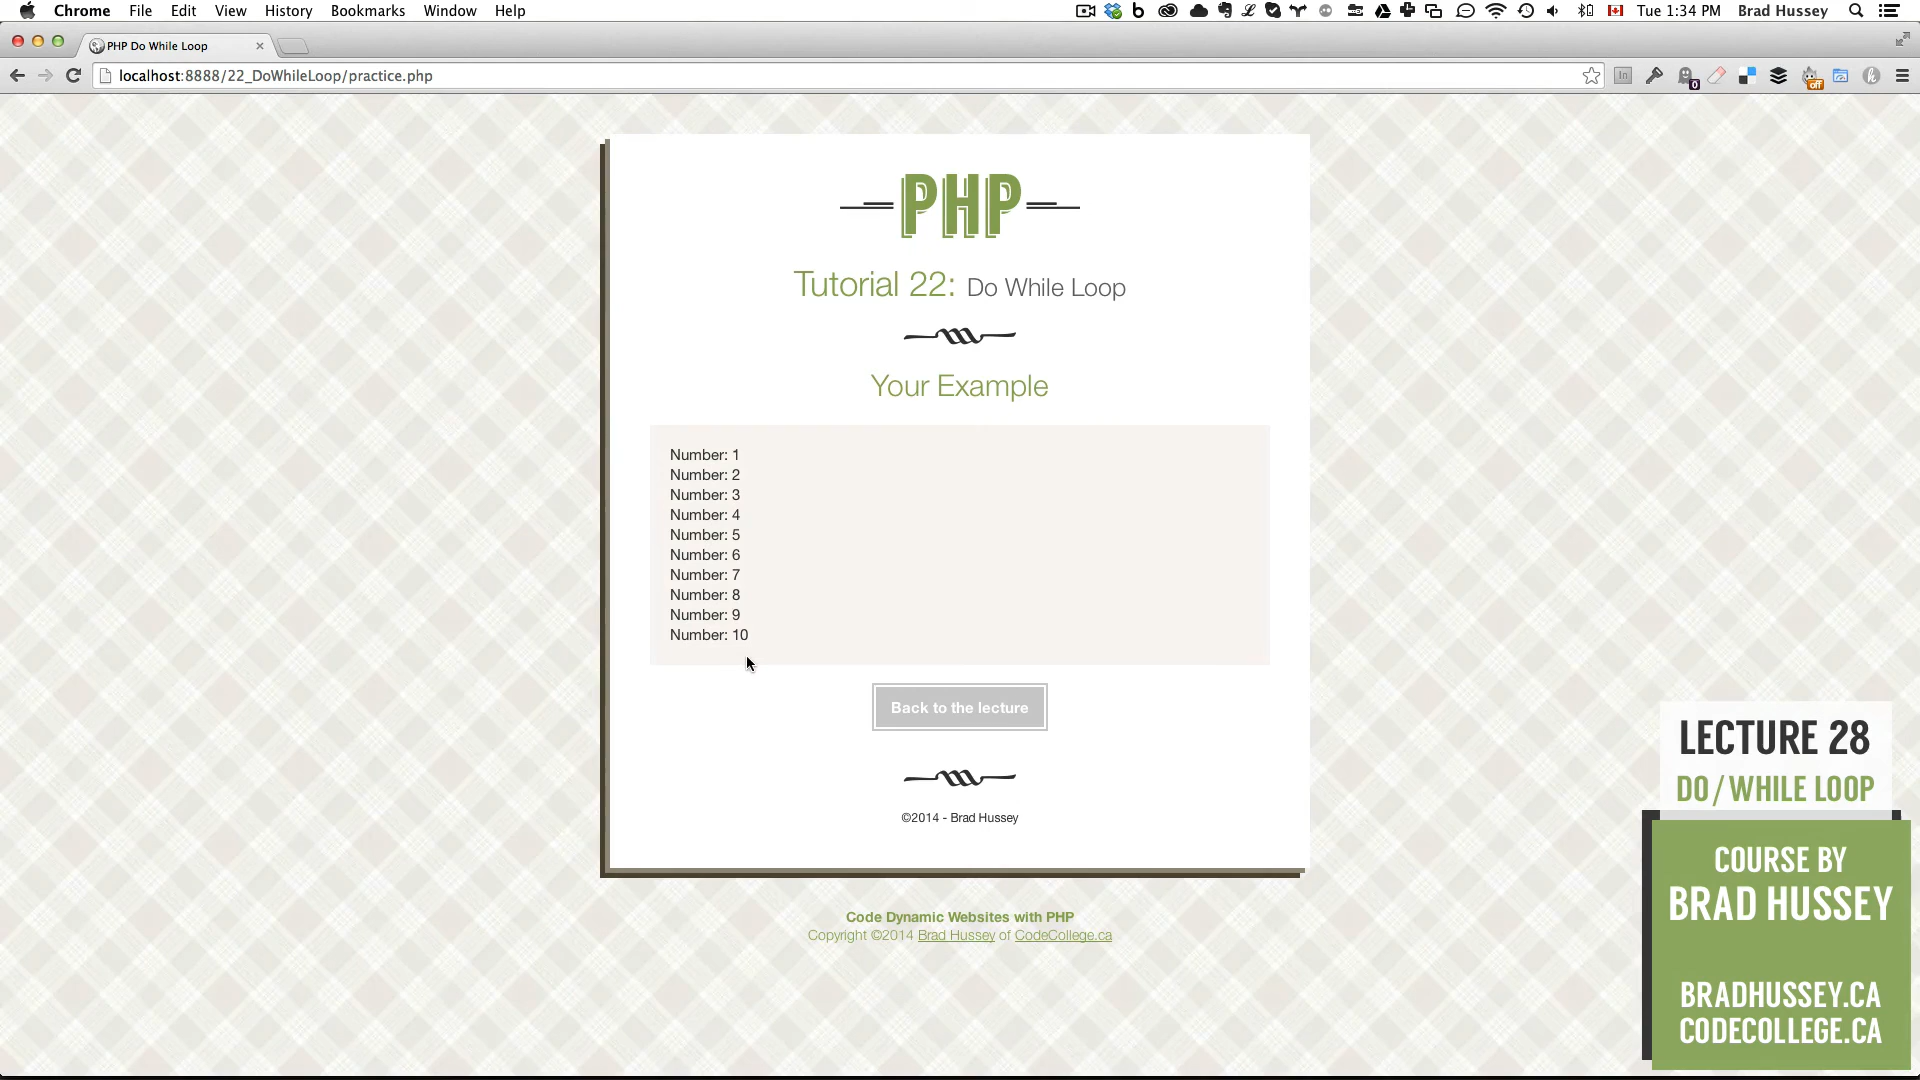 Chrome File Edit View History Bookmarks Window Help Tue 1:34 PM Brad Hussey
PHP Do While Loop
localhost:8888/22_DoWhileLoop/practice.php
PHP
Tutorial 22: Do While Loop
Your Example
Number: 1
Number: 2
Number: 3
Number: 4
Number: 5
Number: 6
Number: 7
Number: 8
Number: 9
Number: 10
Back to the lecture
©2014 - Brad Hussey
Code Dynamic Websites with PHP
Copyright ©2014 Brad Hussey of CodeCollege.ca
LECTURE 28
DO / WHILE LOOP
COURSE BY
BRAD HUSSEY
BRADHUSSEY.CA
CODECOLLEGE.CA